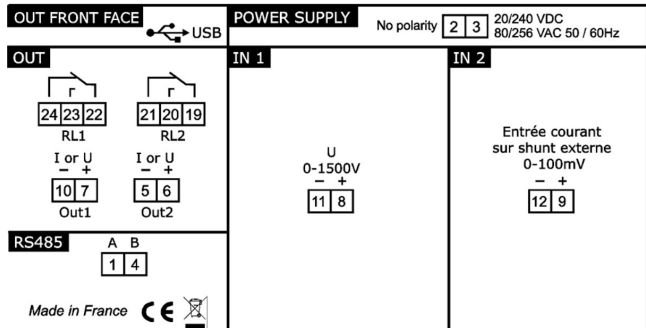 OUT FRONT FACE
USB
POWER SUPPLY
No polarity 2 3 20/240 VDC
80/256 VAC 50 / 60Hz
OUT
24 23 22
RL1
21 20 19
RL2
I or U
- +
10 7
Out1
I or U
- +
5 6
Out2
RS485
A B
1 4
Made in France CE
IN 1
U
0-1500V
- +
11 8
IN 2
Entrée courant
sur shunt externe
0-100mV
- +
12 9